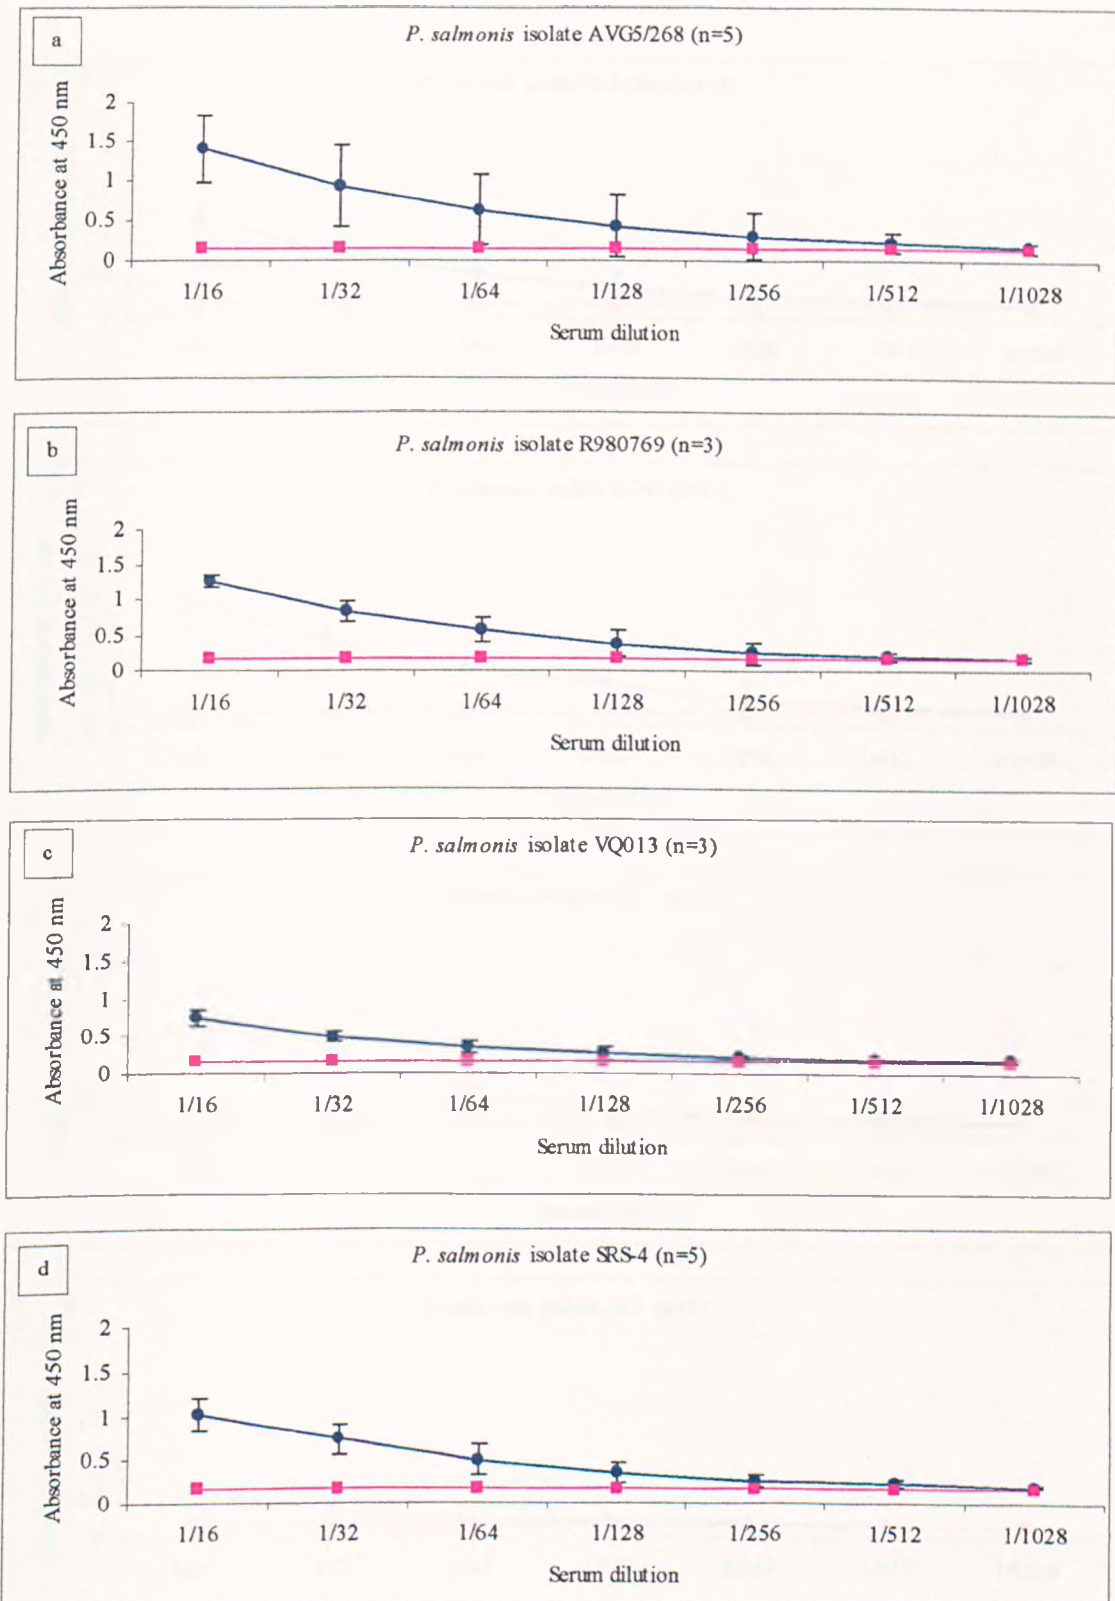 a
P. salmonis isolate AVG5/268 (n=5)
Absorbance at 450 nm
2
1.5
1
0.5
0
1/16 1/32 1/64 1/128 1/256 1/512 1/1028
Serum dilution
b
P. salmonis isolate R980769 (n=3)
Absorbance at 450 nm
2
1.5
1
0.5
0
1/16 1/32 1/64 1/128 1/256 1/512 1/1028
Serum dilution
c
P. salmonis isolate VQ013 (n=3)
Absorbance at 450 nm
2
1.5
1
0.5
0
1/16 1/32 1/64 1/128 1/256 1/512 1/1028
Serum dilution
d
P. salmonis isolate SRS-4 (n=5)
Absorbance at 450 nm
2
1.5
1
0.5
0
1/16 1/32 1/64 1/128 1/256 1/512 1/1028
Serum dilution